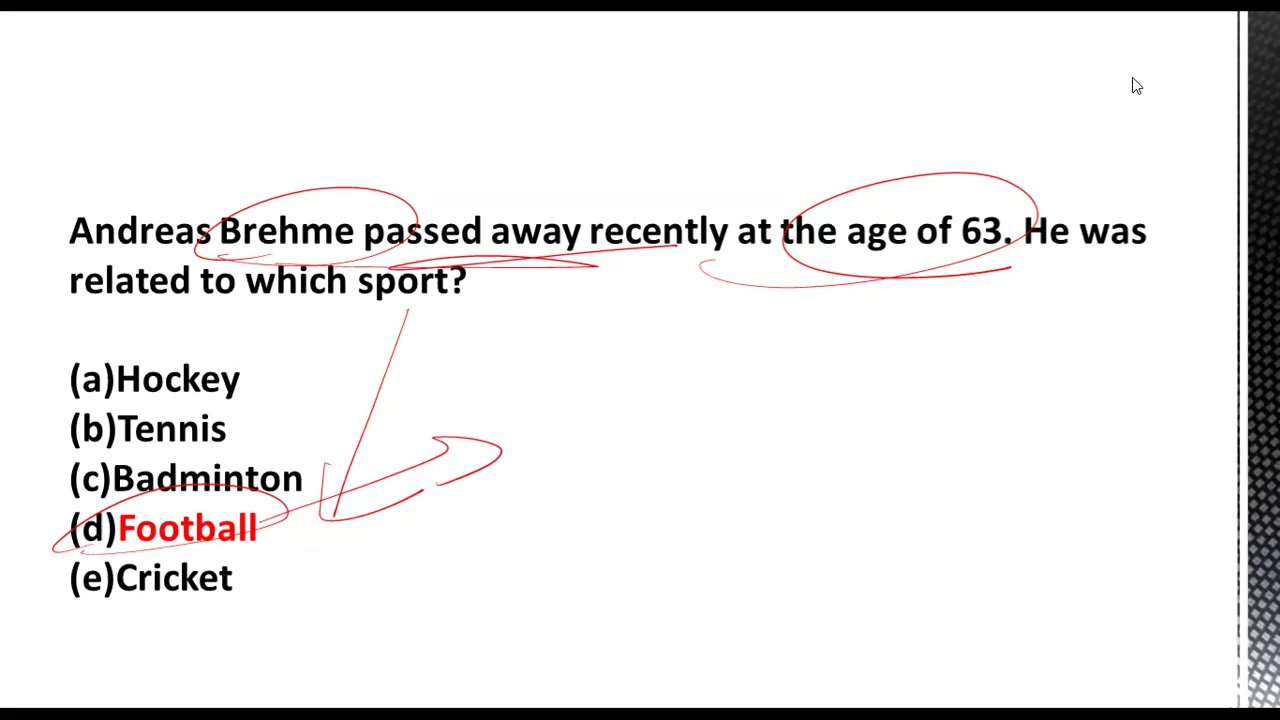 Andreas Brehme passed away recently at the age of 63. He was
related to which sport?
(a)Hockey
(b)Tennis
(c)Badminton
(d)Football
(e)Cricket